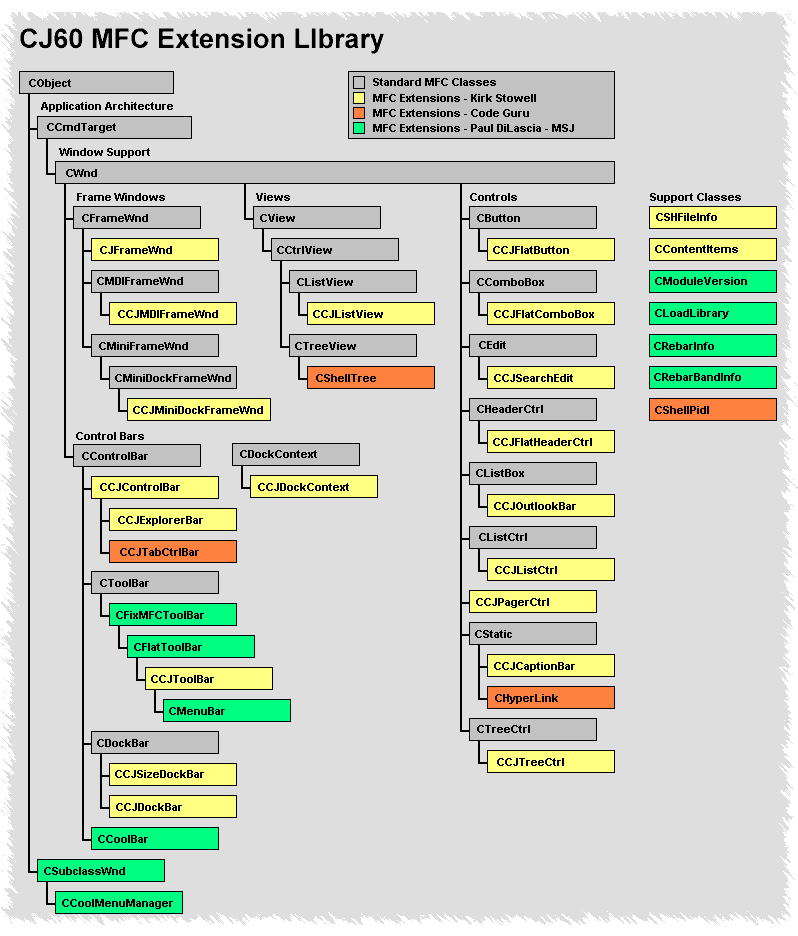 CJ60 MFC Extension LIbrary
CObject
Standard MFC Classes
MFC Extensions - Kirk Stowell
MFC Extensions - Code Guru
MFC Extensions - Paul DiLascia - MSJ
Application Architecture
CCmdTarget
Window Support
CWnd
Frame Windows
CFrameWnd
CJFrameWnd
CMDIFrameWnd
CCJMDIFrameWnd
CMiniFrameWnd
CMiniDockFrameWnd
CCJMiniDockFrameWnd
Views
CView
CCtrlView
CListView
CCJListView
CTreeView
CShellTree
Control Bars
CControlBar
CCJControlBar
CCJExplorerBar
CCJTabCtrlBar
CToolBar
CFixMFCToolBar
CFlatToolBar
CCJToolBar
CMenuBar
CDockBar
CCJSizeDockBar
CCJDockBar
CCoolBar
CSubclassWnd
CCoolMenuManager
CDockContext
CCJDockContext
Controls
CButton
CCJFlatButton
CComboBox
CCJFlatComboBox
CEdit
CCJSearchEdit
CHeaderCtrl
CCJFlatHeaderCtrl
CListBox
CCJOutlookBar
CListCtrl
CCJListCtrl
CCJPagerCtrl
CStatic
CCJCaptionBar
CHyperLink
CTreeCtrl
CCJTreeCtrl
Support Classes
CSHFileInfo
CContentItems
CModuleVersion
CLoadLibrary
CRebarInfo
CRebarBandInfo
CShellPidl